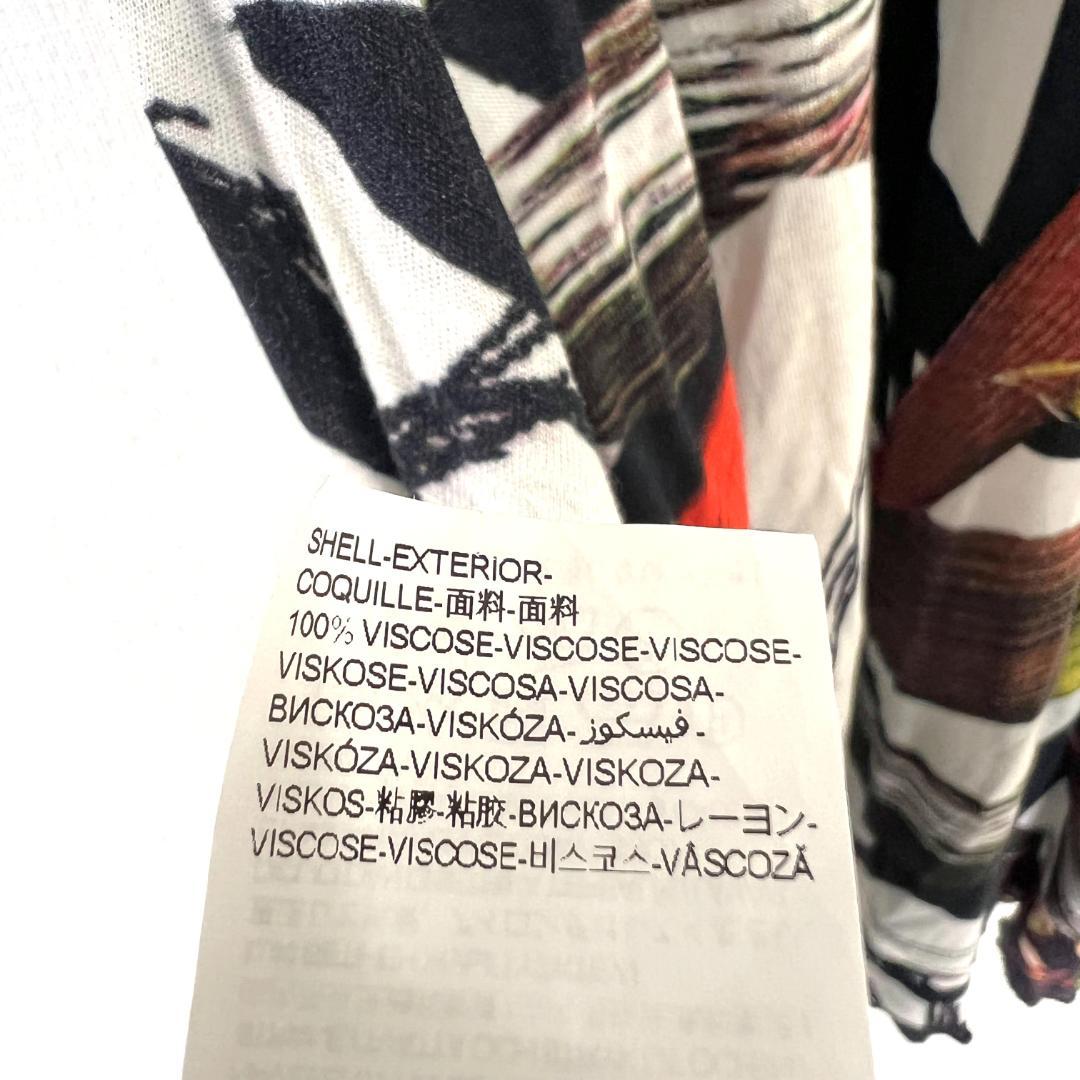 SHELL-EXTERIOR-
COQUILLE-面料-面料
100% VISCOSE-VISCOSE-VISCOSE-
VISKOSE-VISCOSA-VISCOSA-
ВИСКОЗА-VISKÓZA-فيسكوز-
VISKÓZA-VISKOZA-VISKOZA-
VISKOS-粘膠-粘胶-ВИСКОЗА-レーヨン-
VISCOSE-VISCOSE-비스코스-VÂSCOZĂ